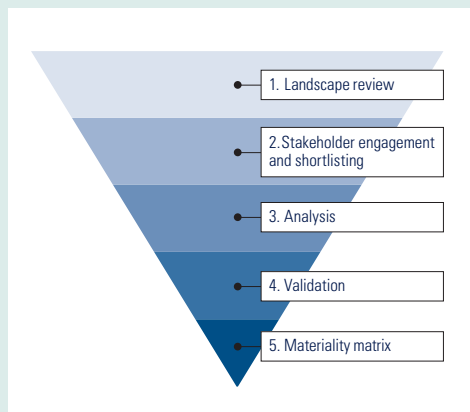 1. Landscape review
2. Stakeholder engagement
and shortlisting
3. Analysis
4. Validation
5. Materiality matrix